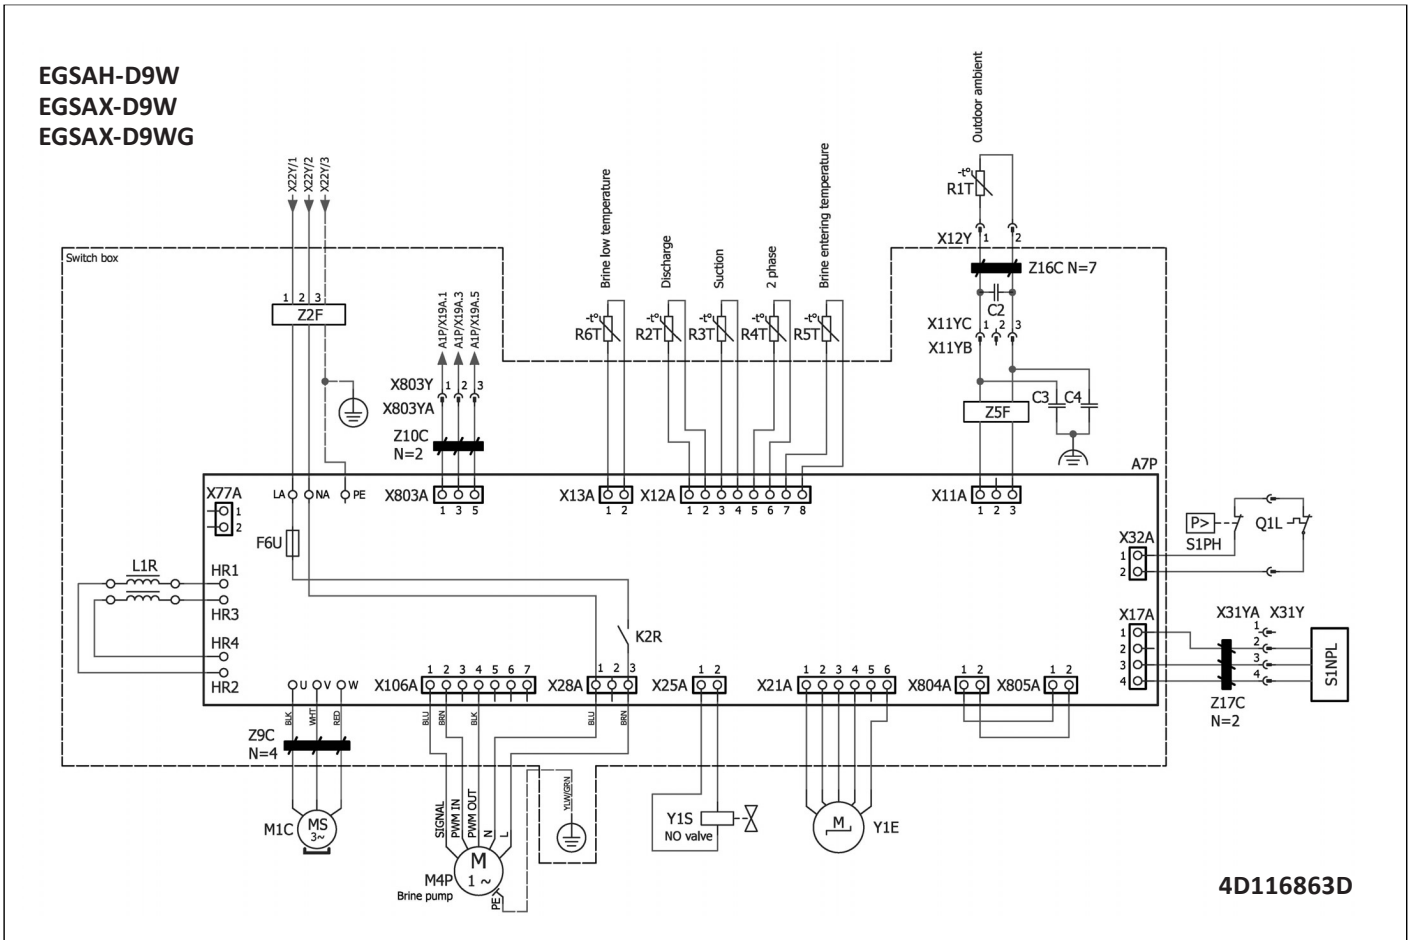 EGSAH-D9W
EGSAX-D9W
EGSAX-D9WG
X22Y/1
X22Y/2
X22Y/3
Switch box
1 2 3
Z2F
A1P/X19A.1
A1P/X19A.3
A1P/X19A.5
X803Y 1 2 3
X803YA
Z10C
N=2
Brine low temperature
Discharge
Suction
2 phase
Brine entering temperature
Outdoor ambient
-t°
R6T
-t°
R2T
-t°
R3T
-t°
R4T
-t°
R5T
-t°
R1T
X12Y 1 2
Z16C N=7
C2
X11YC 1 2 3
X11YB
C3 C4
Z5F
A7P
X77A
1
2
LA NA PE
X803A
1 3 5
X13A
1 2
X12A
1 2 3 4 5 6 7 8
X11A
1 2 3
F6U
L1R
HR1
HR3
HR4
HR2
X32A
1
2
P>
S1PH
Q1L
X17A
1
2
3
4
X31YA X31Y
1
2
3
4
S1NPL
Z17C
N=2
K2R
U V W
BLK
WHT
RED
Z9C
N=4
M1C
MS
3~
X106A
1 2 3 4 5 6 7
BLU
BRN
BLK
X28A
1 2 3
BLU
BRN
X25A
1 2
X21A
1 2 3 4 5 6
X804A
1 2
X805A
1 2
SIGNAL
PWM IN
PWM OUT
N
L
YLW/GRN
M
1 ~
M4P
Brine pump
PE
Y1S
NO valve
M
Y1E
4D116863D